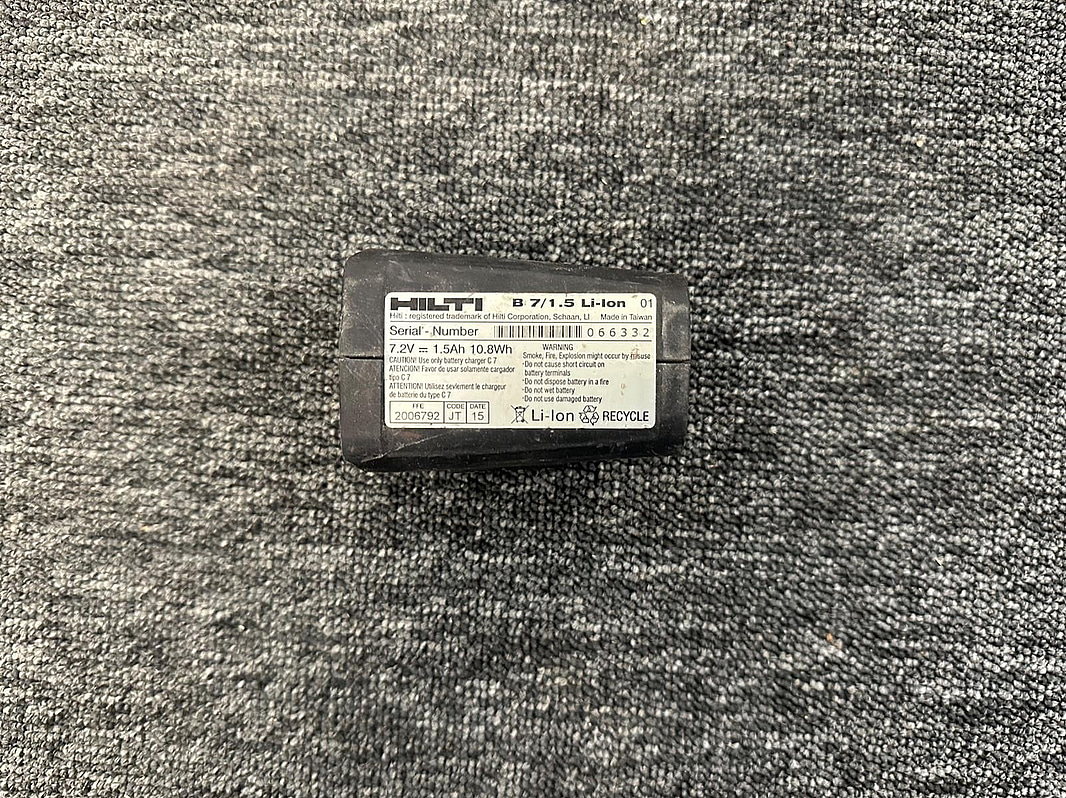 HILTI B 7/1.5 Li-Ion 01
Hilti : registered trademark of Hilti Corporation, Schaan, LI Made in Taiwan
Serial - Number 066332
7.2V ⎓ 1.5Ah 10.8Wh
CAUTION! Use only battery charger C 7
ATENCION! Favor de usar solamente cargador
tipo C 7
ATTENTION! Utilisez sevlement le chargeur
de batterie du type C 7
WARNING
Smoke, Fire, Explosion might occur by misuse
·Do not cause short circuit on
battery terminals
·Do not dispose battery in a fire
·Do not wet battery
·Do not use damaged battery
FFE CODE DATE
2006792 JT 15
Li-Ion RECYCLE